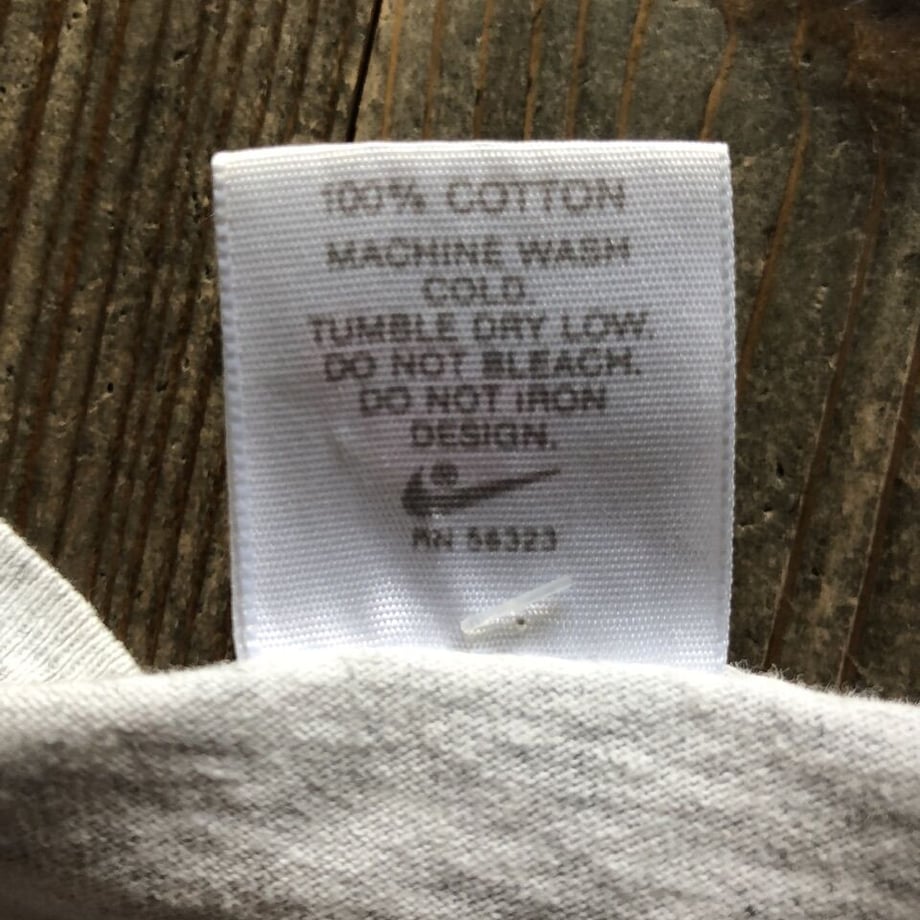 100% COTTON
MACHINE WASH
COLD.
TUMBLE DRY LOW.
DO NOT BLEACH.
DO NOT IRON
DESIGN.
®
RN 56323